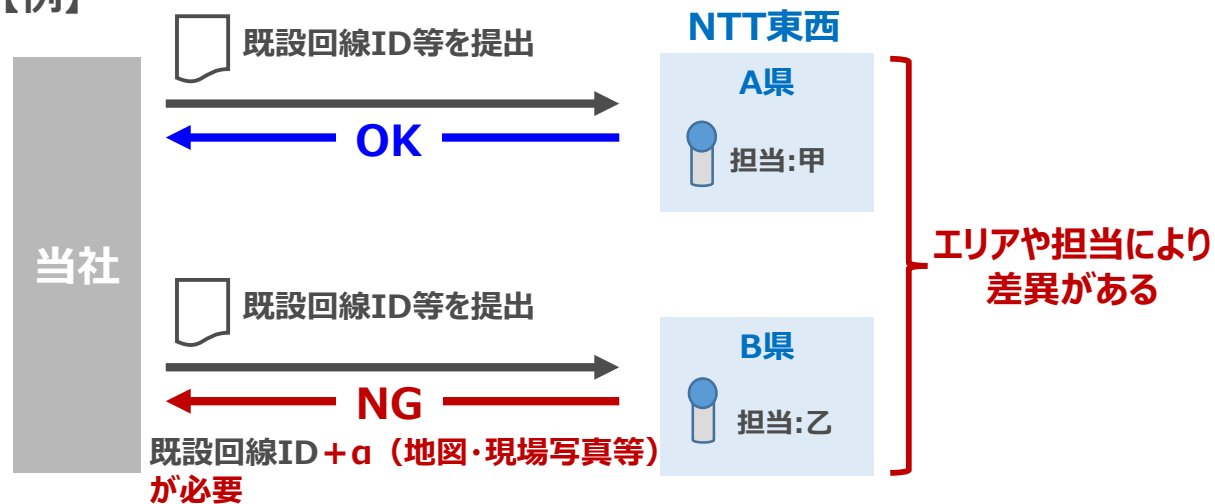 【例】
既設回線ID等を提出
NTT東西
A県
OK
担当:甲
当社
エリアや担当により
差異がある
既設回線ID等を提出
B県
NG
担当:乙
既設回線ID+α（地図・現場写真等）
が必要